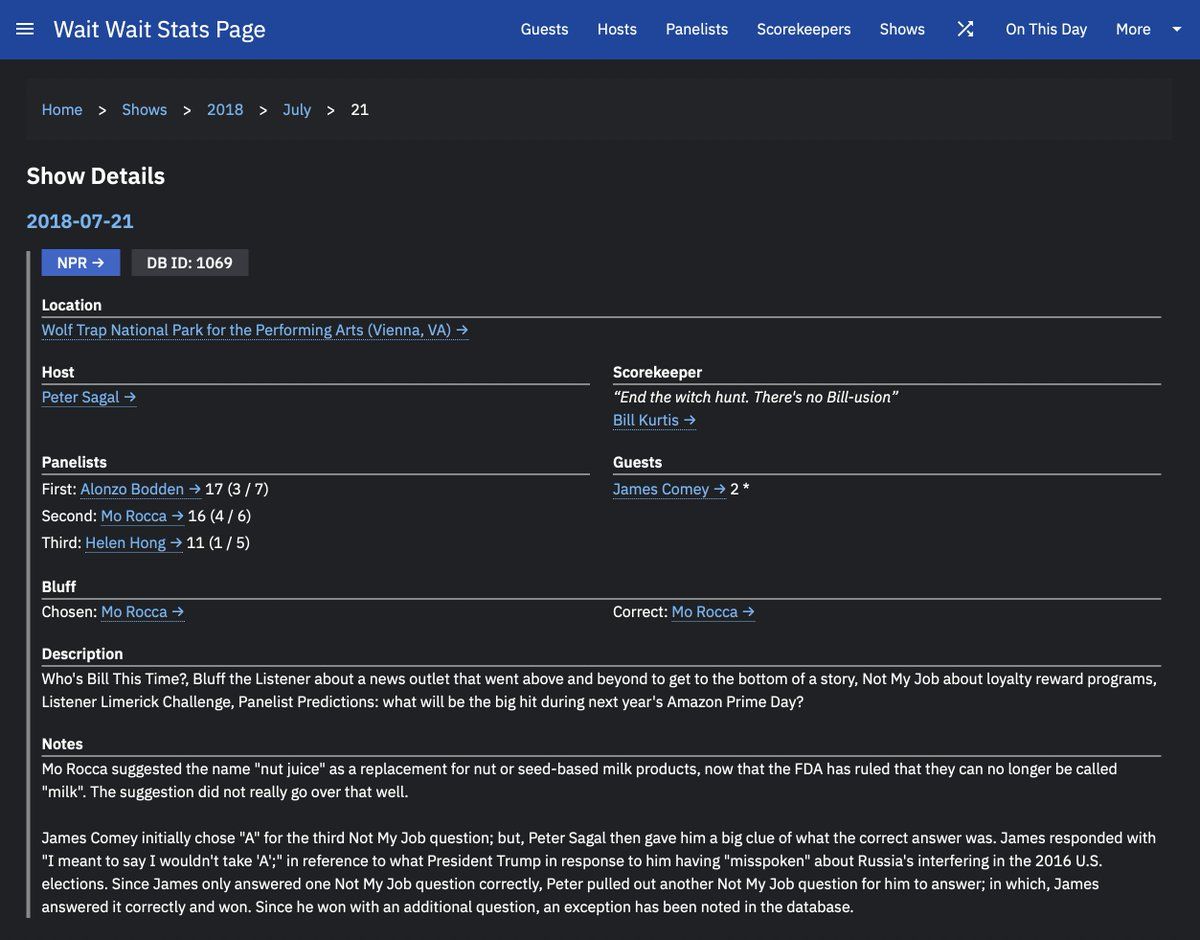 Wait Wait Stats Page
Guests Hosts Panelists Scorekeepers Shows On This Day More
Home > Shows > 2018 > July > 21
Show Details
2018-07-21
NPR → DB ID: 1069
Location
Wolf Trap National Park for the Performing Arts (Vienna, VA) →
Host
Peter Sagal →
Scorekeeper
“End the witch hunt. There's no Bill-usion”
Bill Kurtis →
Panelists
First: Alonzo Bodden → 17 (3 / 7)
Second: Mo Rocca → 16 (4 / 6)
Third: Helen Hong → 11 (1 / 5)
Guests
James Comey → 2 *
Bluff
Chosen: Mo Rocca →
Correct: Mo Rocca →
Description
Who's Bill This Time?, Bluff the Listener about a news outlet that went above and beyond to get to the bottom of a story, Not My Job about loyalty reward programs,
Listener Limerick Challenge, Panelist Predictions: what will be the big hit during next year's Amazon Prime Day?
Notes
Mo Rocca suggested the name "nut juice" as a replacement for nut or seed-based milk products, now that the FDA has ruled that they can no longer be called
"milk". The suggestion did not really go over that well.
James Comey initially chose "A" for the third Not My Job question; but, Peter Sagal then gave him a big clue of what the correct answer was. James responded with
"I meant to say I wouldn't take 'A';" in reference to what President Trump in response to him having "misspoken" about Russia's interfering in the 2016 U.S.
elections. Since James only answered one Not My Job question correctly, Peter pulled out another Not My Job question for him to answer; in which, James
answered it correctly and won. Since he won with an additional question, an exception has been noted in the database.